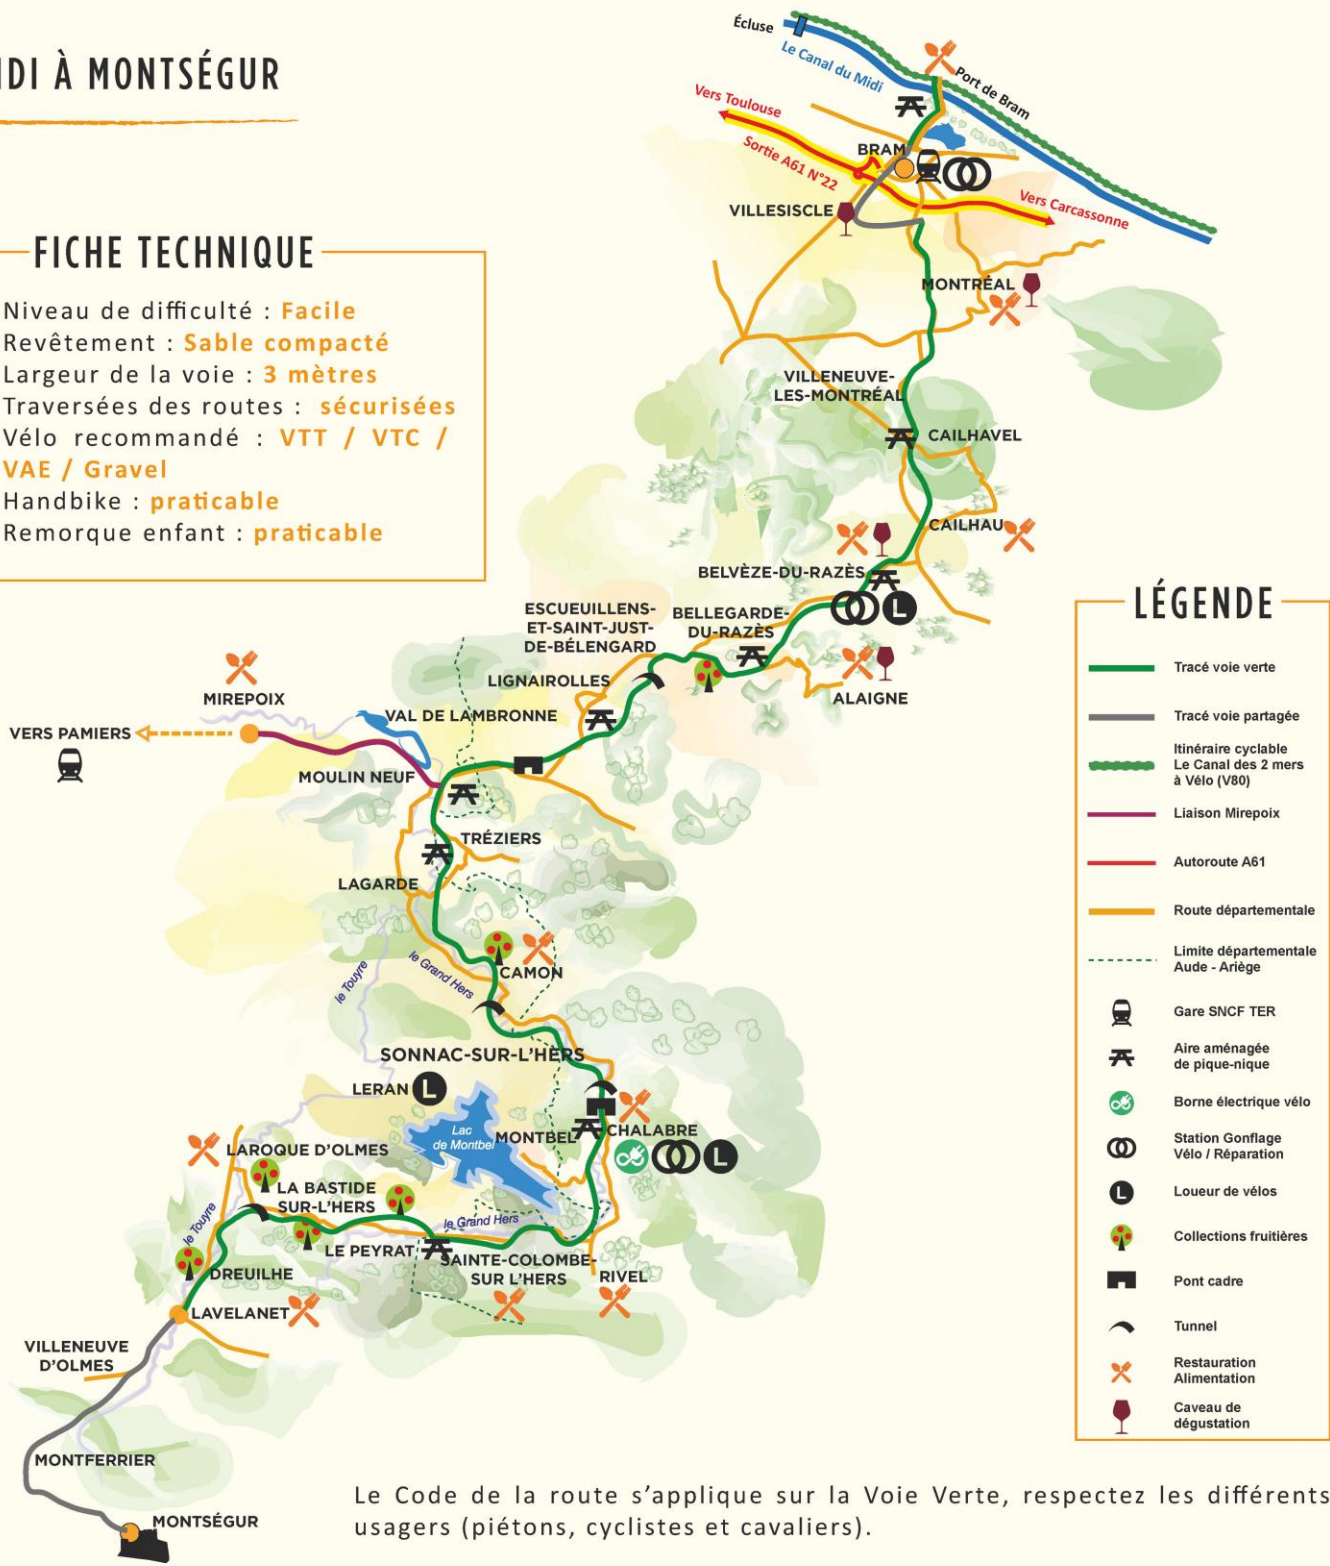 IDI À MONTSÉGUR
FICHE TECHNIQUE
Niveau de difficulté : Facile
Revêtement : Sable compacté
Largeur de la voie : 3 mètres
Traversées des routes : sécurisées
Vélo recommandé : VTT / VTC /
VAE / Gravel
Handbike : praticable
Remorque enfant : praticable
Écluse
Le Canal du Midi
Port de Bram
Vers Toulouse
Sortie A61 N°22
BRAM
Vers Carcassonne
VILLESISCLE
MONTRÉAL
VILLENEUVE-
LES-MONTRÉAL
CAILHAVEL
CAILHAU
BELVÈZE-DU-RAZÈS
L
ESCUEUILLENS-
ET-SAINT-JUST-
DE-BÉLENGARD
BELLEGARDE-
DU-RAZÈS
LIGNAIROLLES
ALAIGNE
MIREPOIX
VAL DE LAMBRONNE
VERS PAMIERS
MOULIN NEUF
TRÉZIERS
LAGARDE
le Touyre
le Grand Hers
CAMON
SONNAC-SUR-L'HERS
LERAN
L
Lac
de Montbel
MONTBEL
CHALABRE
L
LAROQUE D'OLMES
LA BASTIDE
SUR-L'HERS
le Touyre
le Grand Hers
LE PEYRAT
SAINTE-COLOMBE-
SUR L'HERS
RIVEL
DREUILHE
LAVELANET
VILLENEUVE
D'OLMES
MONTFERRIER
MONTSÉGUR
LÉGENDE
Tracé voie verte
Tracé voie partagée
Itinéraire cyclable
Le Canal des 2 mers
à Vélo (V80)
Liaison Mirepoix
Autoroute A61
Route départementale
Limite départementale
Aude - Ariège
Gare SNCF TER
Aire aménagée
de pique-nique
Borne électrique vélo
Station Gonflage
Vélo / Réparation
L
Loueur de vélos
Collections fruitières
Pont cadre
Tunnel
Restauration
Alimentation
Caveau de
dégustation
Le Code de la route s'applique sur la Voie Verte, respectez les différents
usagers (piétons, cyclistes et cavaliers).